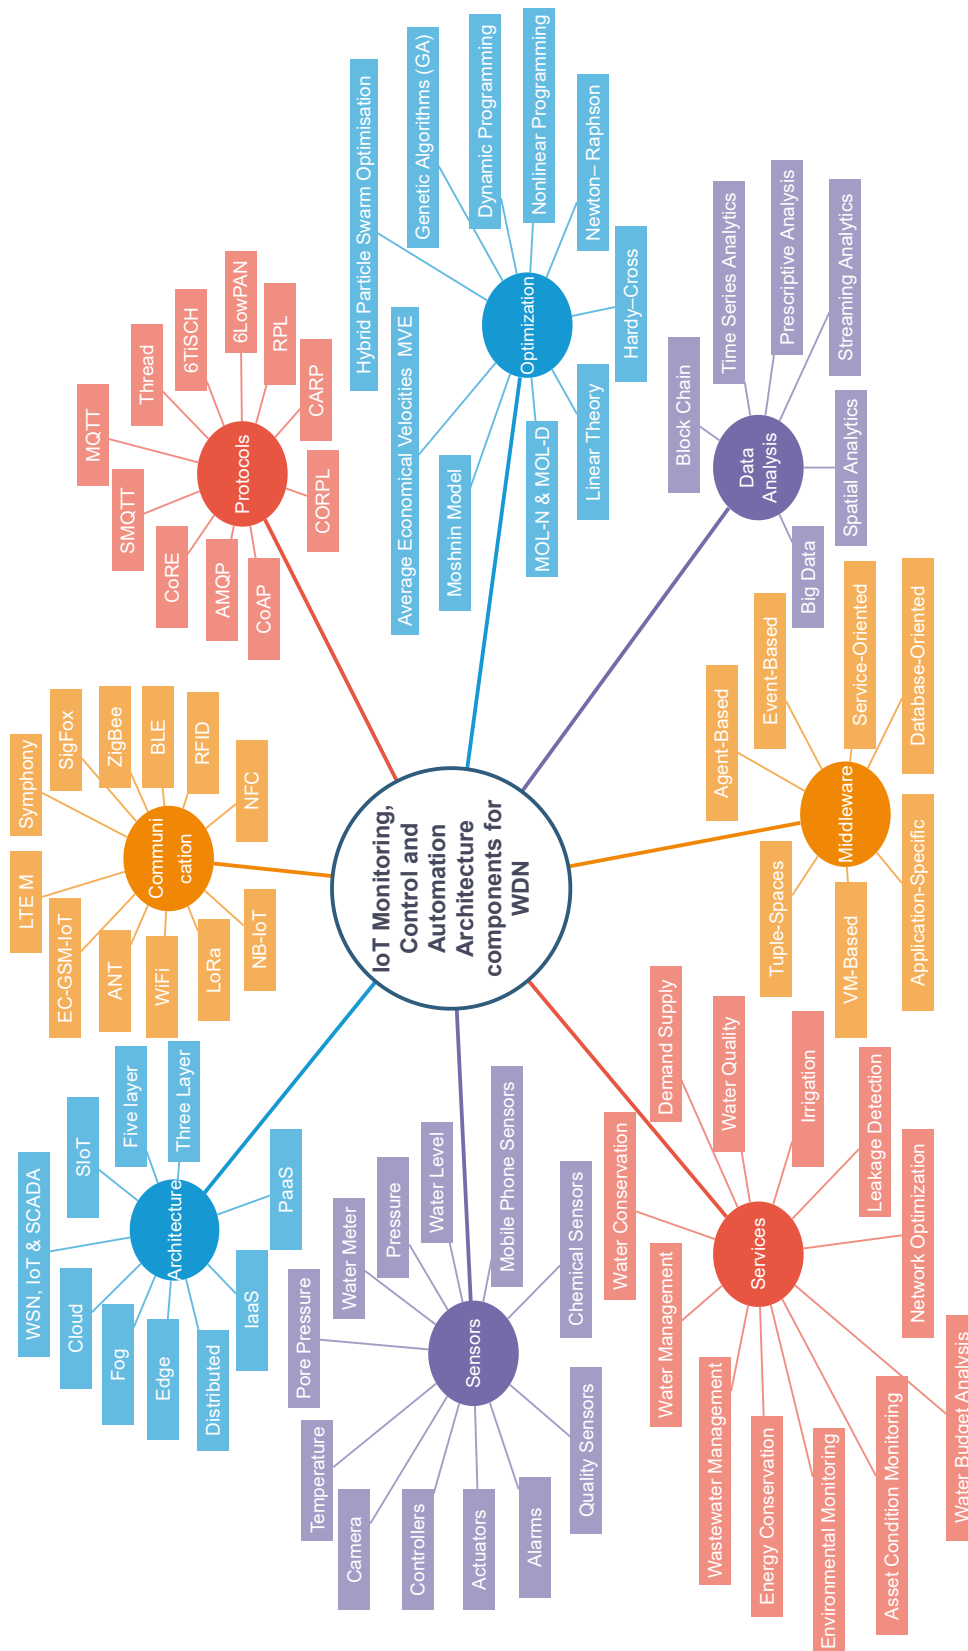 IoT Monitoring,
Control and
Automation
Architecture
components for
WDN
Architecture
WSN, IoT & SCADA
SIoT
Five layer
Three Layer
PaaS
IaaS
Distributed
Edge
Fog
Cloud
Communi
cation
LTE M
Symphony
SigFox
ZigBee
BLE
RFID
NFC
NB-IoT
LoRa
WiFi
ANT
EC-GSM-IoT
Protocols
MQTT
Thread
6TiSCH
6LowPAN
RPL
CARP
CORPL
CoAP
AMQP
CoRE
SMQTT
Optimization
Hybrid Particle Swarm Optimisation
Genetic Algorithms (GA)
Dynamic Programming
Nonlinear Programming
Newton– Raphson
Hardy–Cross
Linear Theory
MOL-N & MOL-D
Moshnin Model
Average Economical Velocities  MVE
Data
Analysis
Block Chain
Time Series Analytics
Prescriptive Analysis
Streaming Analytics
Spatial Analytics
Big Data
Middleware
Agent-Based
Event-Based
Service-Oriented
Database-Oriented
Application-Specific
VM-Based
Tuple-Spaces
Services
Demand Supply
Water Quality
Irrigation
Leakage Detection
Network Optimization
Water Budget Analysis
Asset Condition Monitoring
Environmental Monitoring
Energy Conservation
Wastewater Management
Water Management
Water Conservation
Sensors
Pore Pressure
Water Meter
Pressure
Water Level
Mobile Phone Sensors
Chemical Sensors
Quality Sensors
Alarms
Actuators
Controllers
Camera
Temperature